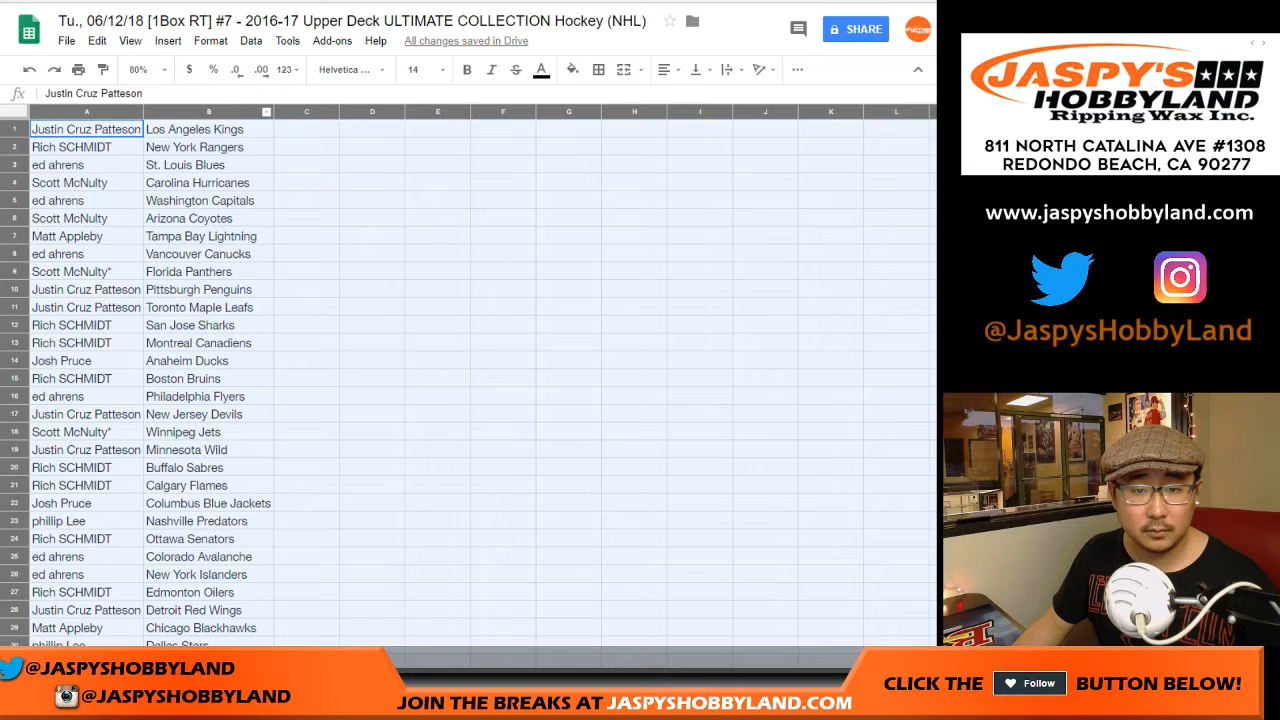 Tu., 06/12/18 [1Box RT] #7 - 2016-17 Upper Deck ULTIMATE COLLECTION Hockey (NHL)
File Edit View Insert Format Data Tools Add-ons Help All changes saved in Drive
SHARE
80% $ % .0 .00 123 Helvetica ... 14 B I S A
fx Justin Cruz Patteson
A B C D E F G H I J K L
1 Justin Cruz Patteson Los Angeles Kings
2 Rich SCHMIDT New York Rangers
3 ed ahrens St. Louis Blues
4 Scott McNulty Carolina Hurricanes
5 ed ahrens Washington Capitals
6 Scott McNulty Arizona Coyotes
7 Matt Appleby Tampa Bay Lightning
8 ed ahrens Vancouver Canucks
9 Scott McNulty* Florida Panthers
10 Justin Cruz Patteson Pittsburgh Penguins
11 Justin Cruz Patteson Toronto Maple Leafs
12 Rich SCHMIDT San Jose Sharks
13 Rich SCHMIDT Montreal Canadiens
14 Josh Pruce Anaheim Ducks
15 Rich SCHMIDT Boston Bruins
16 ed ahrens Philadelphia Flyers
17 Justin Cruz Patteson New Jersey Devils
18 Scott McNulty* Winnipeg Jets
19 Justin Cruz Patteson Minnesota Wild
20 Rich SCHMIDT Buffalo Sabres
21 Rich SCHMIDT Calgary Flames
22 Josh Pruce Columbus Blue Jackets
23 phillip Lee Nashville Predators
24 Rich SCHMIDT Ottawa Senators
25 ed ahrens Colorado Avalanche
26 ed ahrens New York Islanders
27 Rich SCHMIDT Edmonton Oilers
28 Justin Cruz Patteson Detroit Red Wings
29 Matt Appleby Chicago Blackhawks
30 phillip Lee Dallas Stars
JASPY'S
HOBBYLAND
Ripping Wax Inc.
811 NORTH CATALINA AVE #1308
REDONDO BEACH, CA 90277
www.jaspyshobbyland.com
@JaspysHobbyLand
@JASPYSHOBBYLAND
@JASPYSHOBBYLAND
JOIN THE BREAKS AT JASPYSHOBBYLAND.COM
CLICK THE Follow BUTTON BELOW!